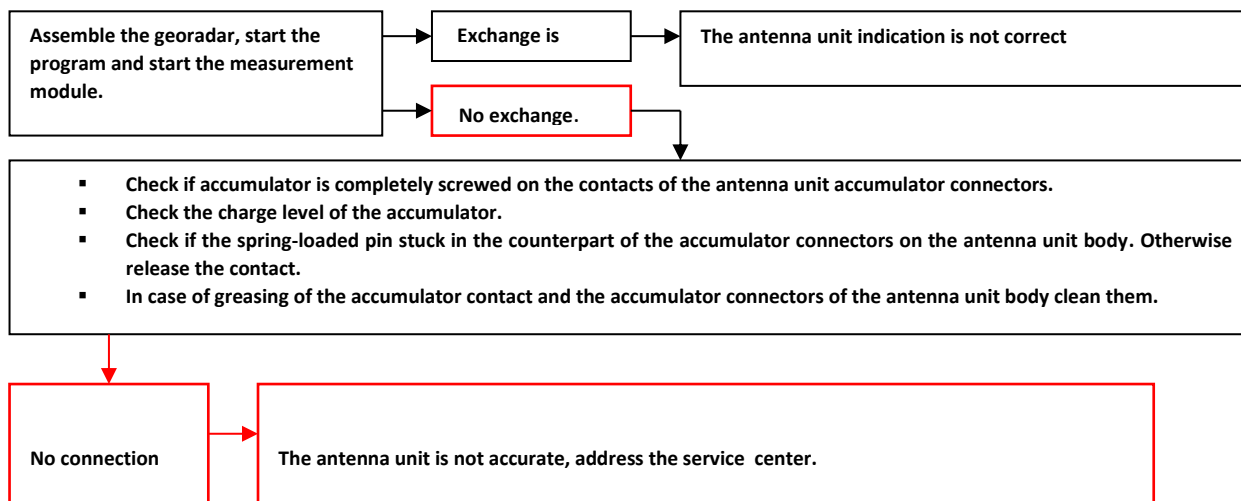 Assemble the georadar, start the
program and start the measurement
module.
Exchange is
The antenna unit indication is not correct
No exchange.
▪ Check if accumulator is completely screwed on the contacts of the antenna unit accumulator connectors.
▪ Check the charge level of the accumulator.
▪ Check if the spring-loaded pin stuck in the counterpart of the accumulator connectors on the antenna unit body. Otherwise
release the contact.
▪ In case of greasing of the accumulator contact and the accumulator connectors of the antenna unit body clean them.
No connection
The antenna unit is not accurate, address the service center.